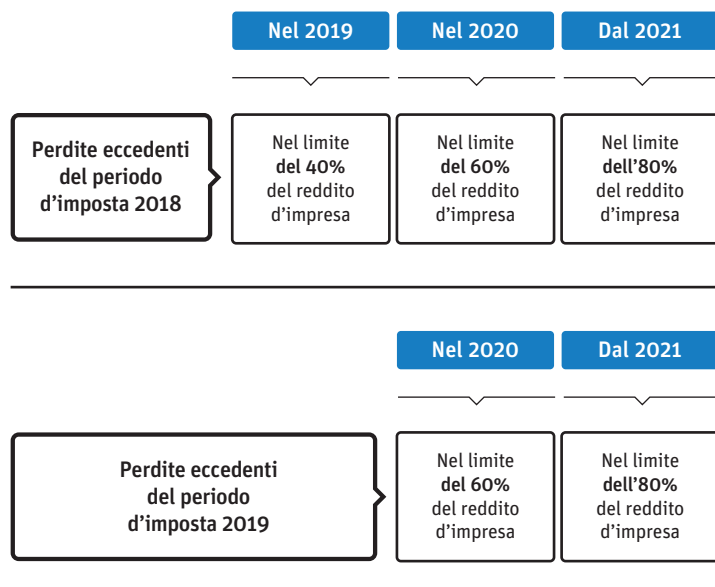 Nel 2019
Nel 2020
Dal 2021
Perdite eccedenti
del periodo
d'imposta 2018
Nel limite
del 40%
del reddito
d'impresa
Nel limite
del 60%
del reddito
d'impresa
Nel limite
dell'80%
del reddito
d'impresa
Nel 2020
Dal 2021
Perdite eccedenti
del periodo
d'imposta 2019
Nel limite
del 60%
del reddito
d'impresa
Nel limite
dell'80%
del reddito
d'impresa